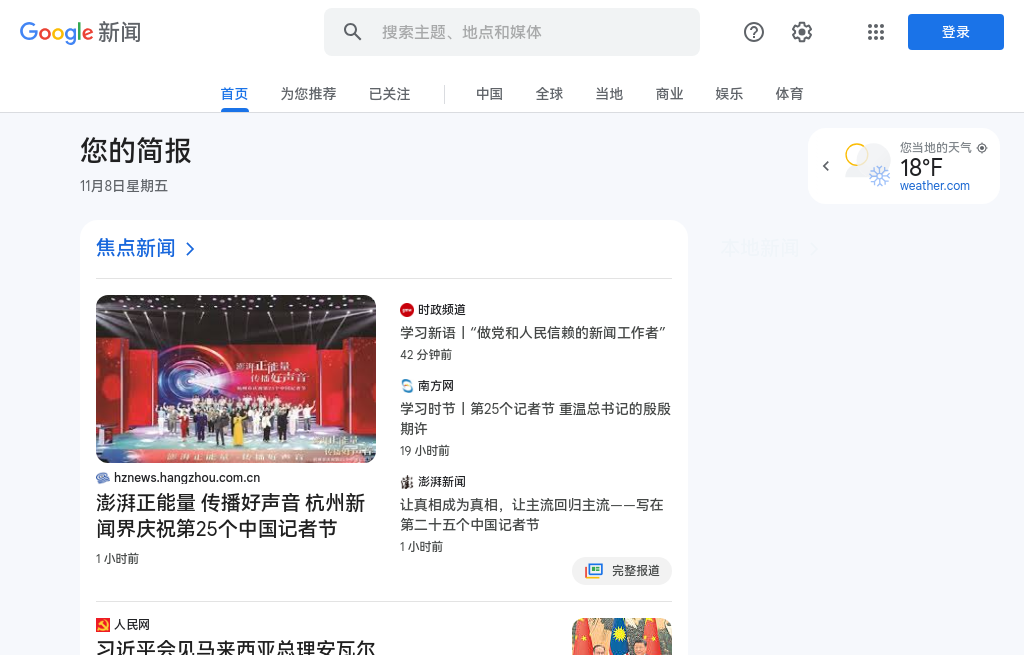 Google 新闻
搜索主题、地点和媒体
登录
首页
为您推荐
已关注
中国
全球
当地
商业
娱乐
体育
您的简报
11月8日星期五
您当地的天气
18°F
weather.com
焦点新闻
本地新闻
澎湃正能量
传播好声音
hznews.hangzhou.com.cn
澎湃正能量 传播好声音 杭州新
闻界庆祝第25个中国记者节
1 小时前
时政频道
学习新语丨“做党和人民信赖的新闻工作者”
42 分钟前
南方网
学习时节丨第25个记者节 重温总书记的殷殷
期许
19 小时前
澎湃新闻
让真相成为真相，让主流回归主流——写在
第二十五个中国记者节
1 小时前
完整报道
人民网
习近平会见马来西亚总理安瓦尔